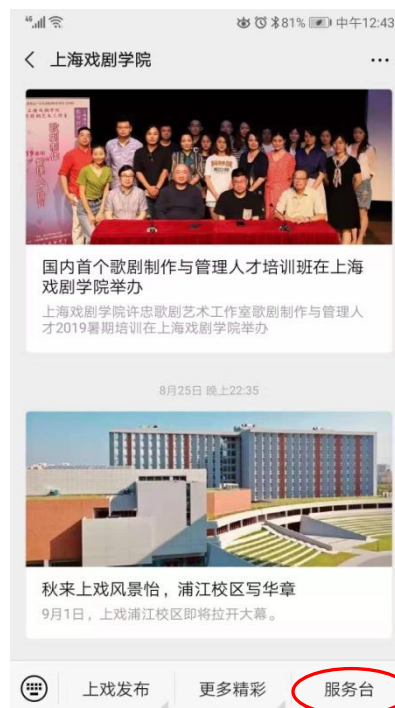 81% 中午12:43
上海戏剧学院
国内首个歌剧制作与管理人才培训班在上海
戏剧学院举办
上海戏剧学院许忠歌剧艺术工作室歌剧制作与管理人
才2019暑期培训在上海戏剧学院举办
8月25日 晚上22:35
秋来上戏风景怡，浦江校区写华章
9月1日，上戏浦江校区即将拉开大幕。
上戏发布
更多精彩
服务台